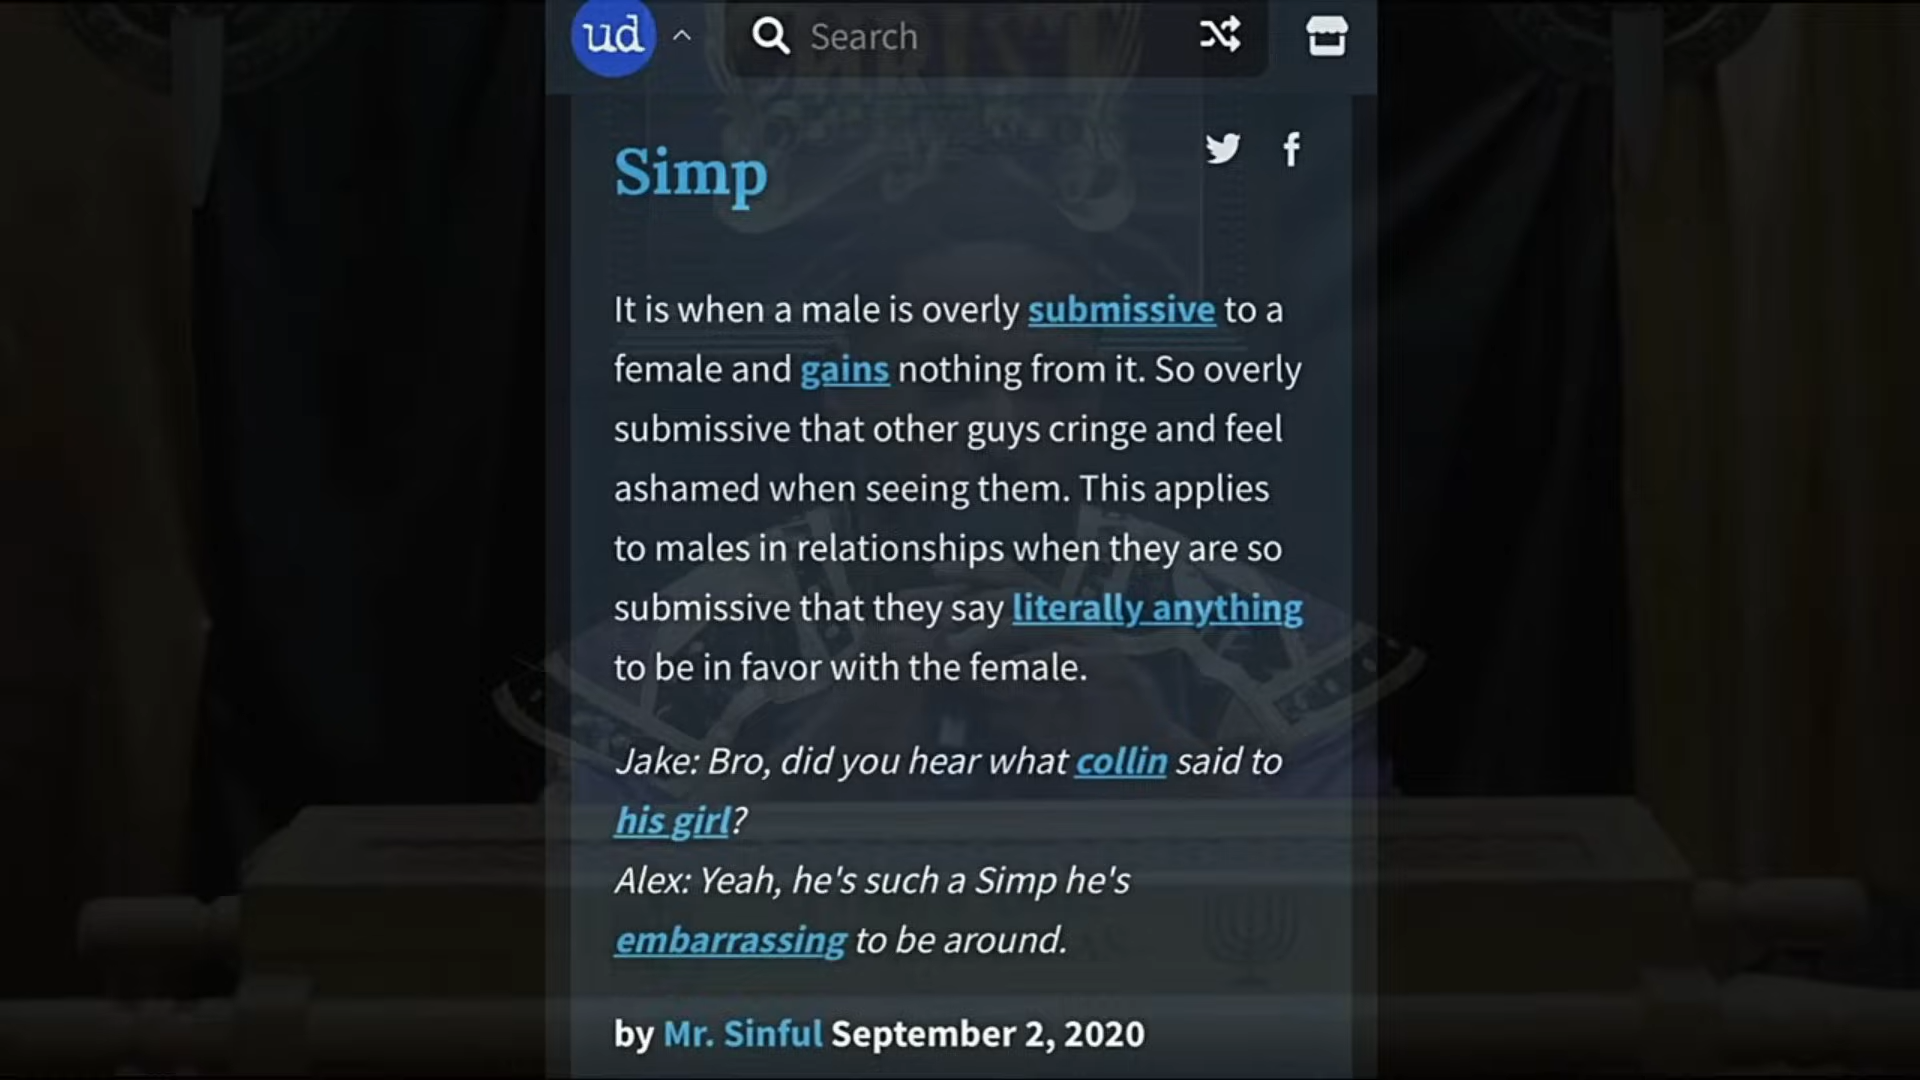 ud
Search
Simp
It is when a male is overly submissive to a
female and gains nothing from it. So overly
submissive that other guys cringe and feel
ashamed when seeing them. This applies
to males in relationships when they are so
submissive that they say literally anything
to be in favor with the female.
Jake: Bro, did you hear what collin said to
his girl?
Alex: Yeah, he's such a Simp he's
embarrassing to be around.
by Mr. Sinful September 2, 2020